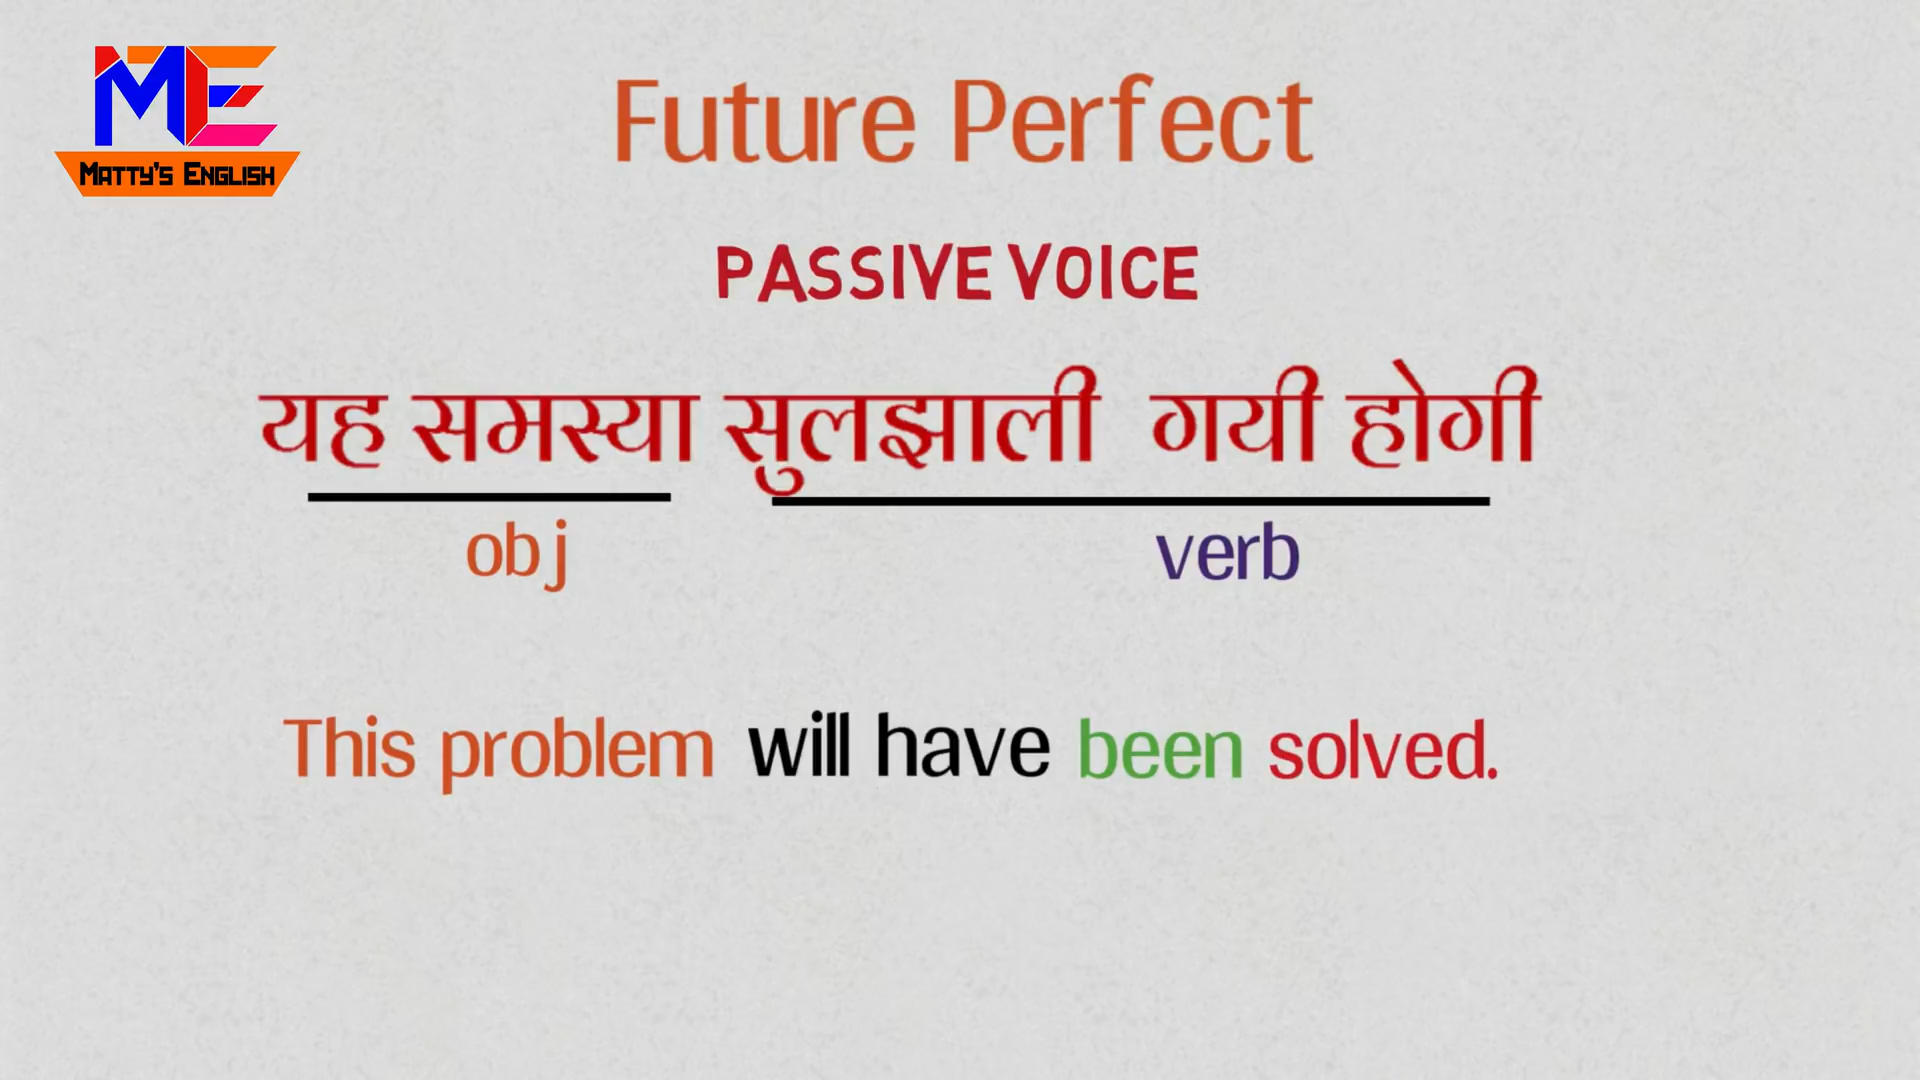 ME
MATTY'S ENGLISH
Future Perfect
PASSIVE VOICE
यह समस्या सुलझाली गयी होगी
obj verb
This problem will have been solved.